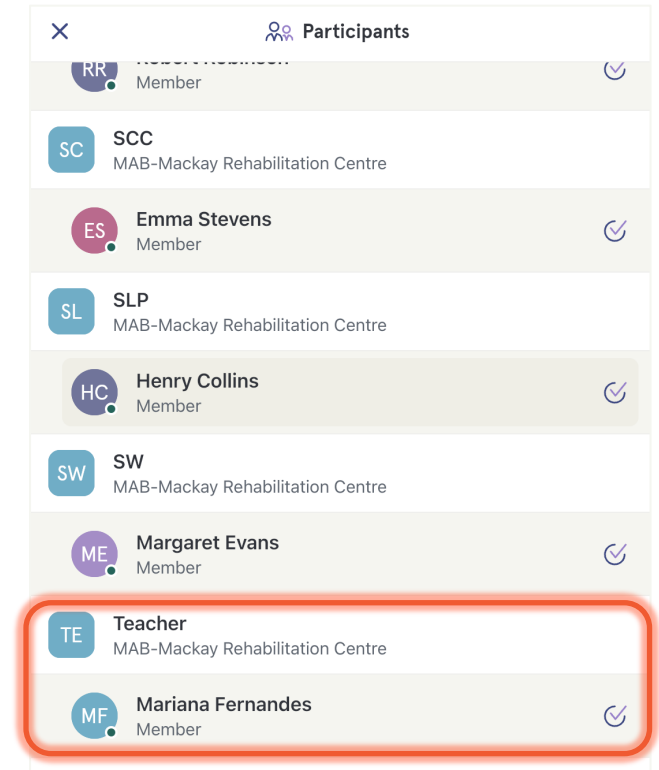 Participants
RR
Robert Robinson
Member
SC
SCC
MAB-Mackay Rehabilitation Centre
ES
Emma Stevens
Member
SL
SLP
MAB-Mackay Rehabilitation Centre
HC
Henry Collins
Member
SW
SW
MAB-Mackay Rehabilitation Centre
ME
Margaret Evans
Member
TE
Teacher
MAB-Mackay Rehabilitation Centre
MF
Mariana Fernandes
Member